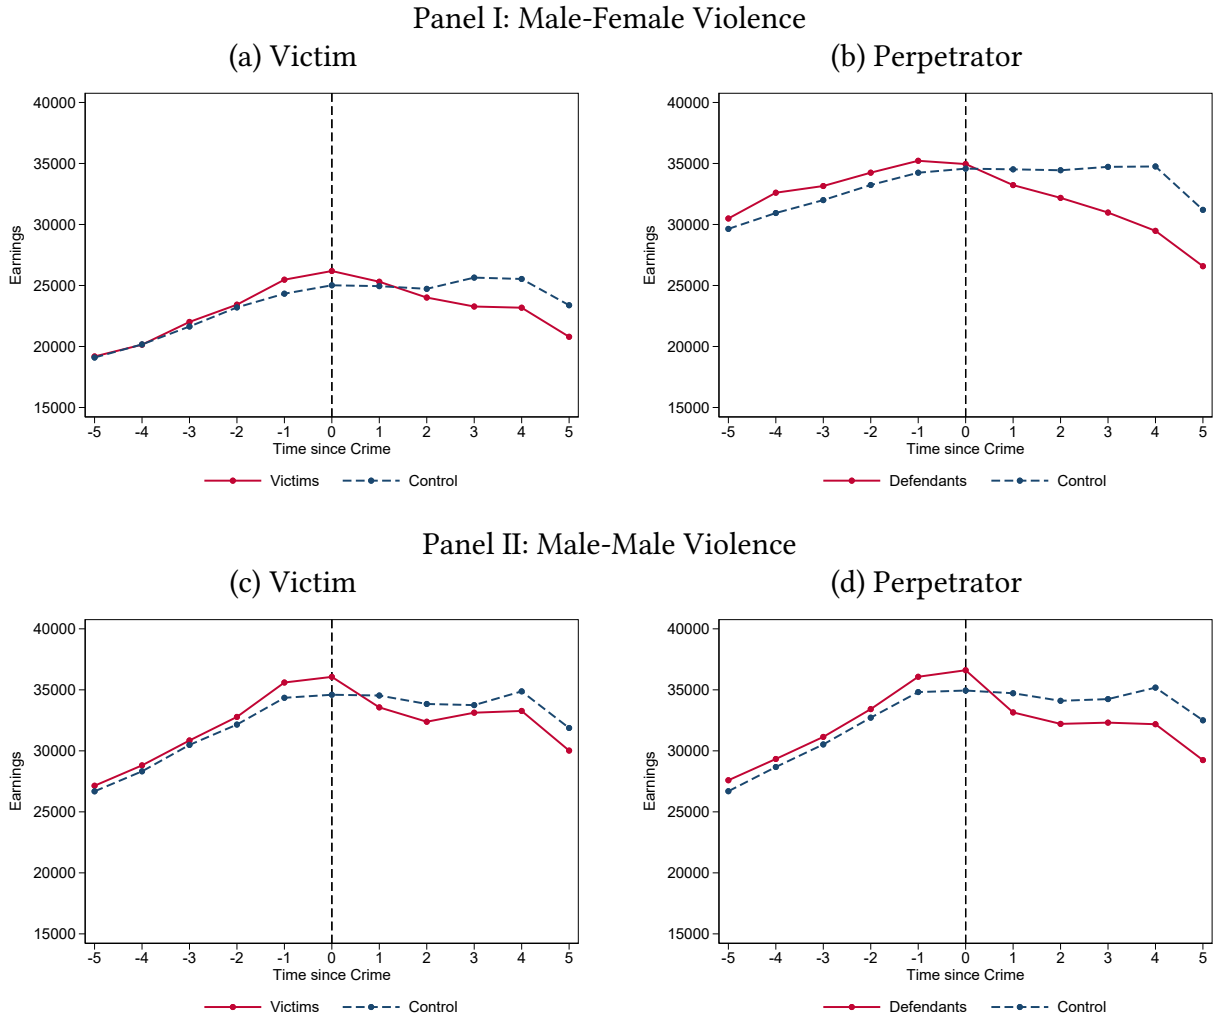 Panel I: Male-Female Violence
(a) Victim
(b) Perpetrator
40000
35000
30000
25000
20000
15000
Earnings
-5 -4 -3 -2 -1 0 1 2 3 4 5
Time since Crime
Victims Control
40000
35000
30000
25000
20000
15000
Earnings
-5 -4 -3 -2 -1 0 1 2 3 4 5
Time since Crime
Defendants Control
Panel II: Male-Male Violence
(c) Victim
(d) Perpetrator
40000
35000
30000
25000
20000
15000
Earnings
-5 -4 -3 -2 -1 0 1 2 3 4 5
Time since Crime
Victims Control
40000
35000
30000
25000
20000
15000
Earnings
-5 -4 -3 -2 -1 0 1 2 3 4 5
Time since Crime
Defendants Control